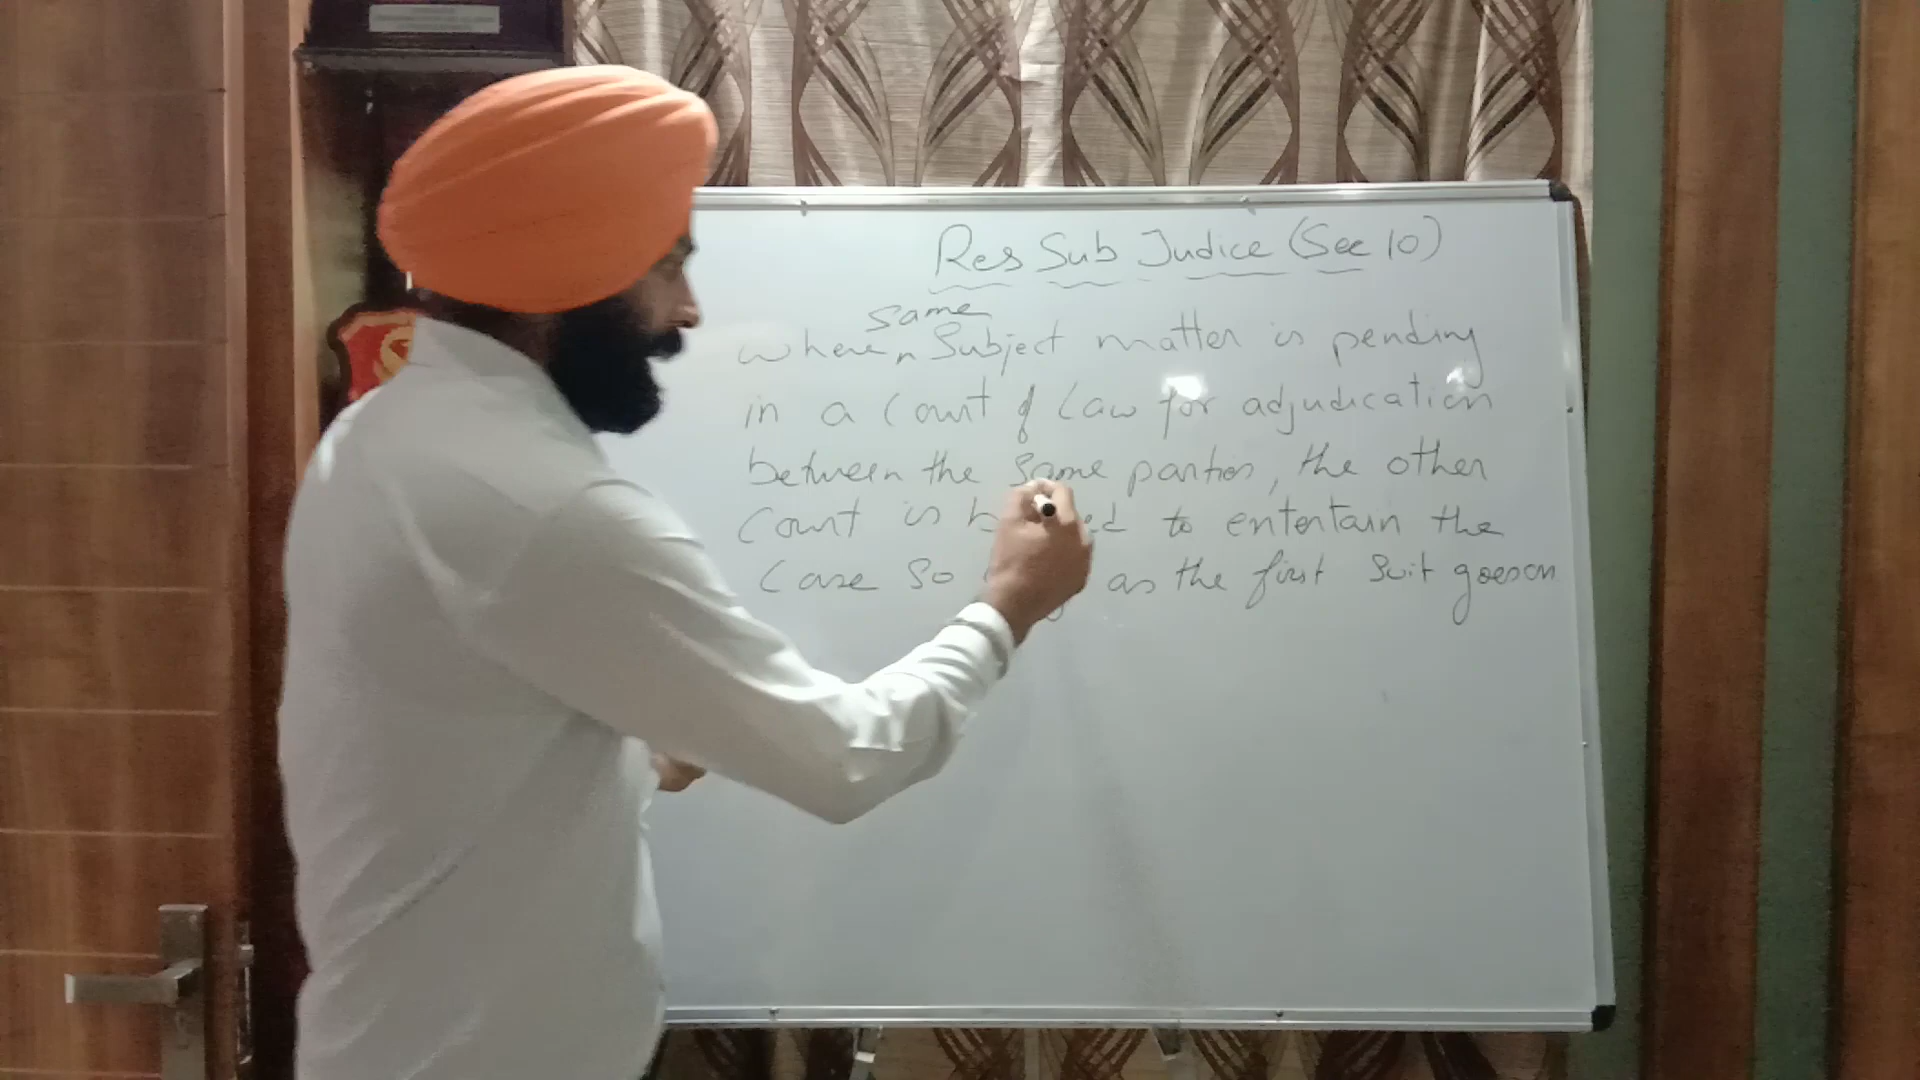 Res Sub Judice (Sec 10)
same
where ^ Subject matter is pending
in a Court of Law for adjudication
between the same parties, the other
Court is to entertain the
Case So as the first Suit goes on